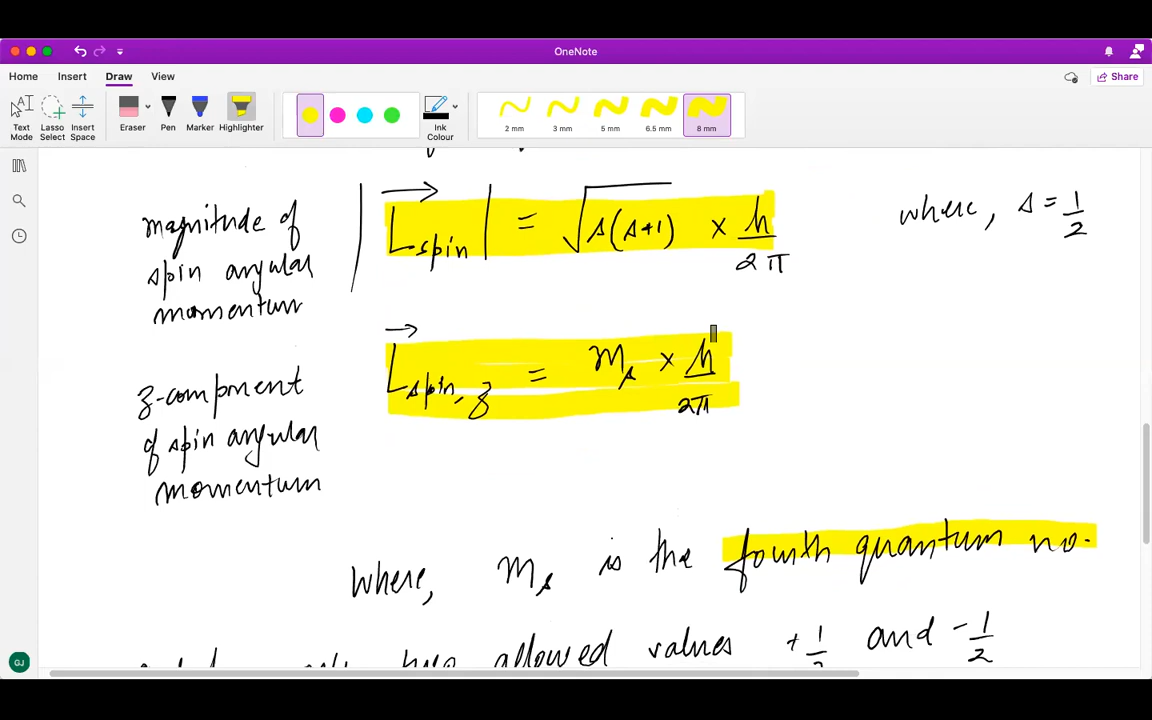 OneNote
Home Insert Draw View
Share
Text Mode
Lasso Select
Insert Space
Eraser
Pen
Marker
Highlighter
Ink Colour
2 mm
3 mm
5 mm
6.5 mm
8 mm
magnitude of
spin angular
momentum
|L⃗spin| = √s(s+1) × h/2π
where, s = 1/2
z-component
of spin angular
momentum
L⃗spin, z = ms × h/2π
where, ms is the fourth quantum no.
allowed values +1/2 and -1/2
GJ